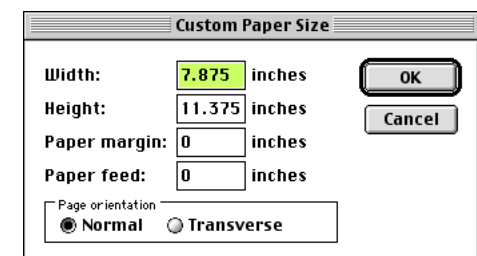 Custom Paper Size
Width: 7.875 inches
OK
Height: 11.375 inches
Cancel
Paper margin: 0 inches
Paper feed: 0 inches
Page orientation
Normal Transverse